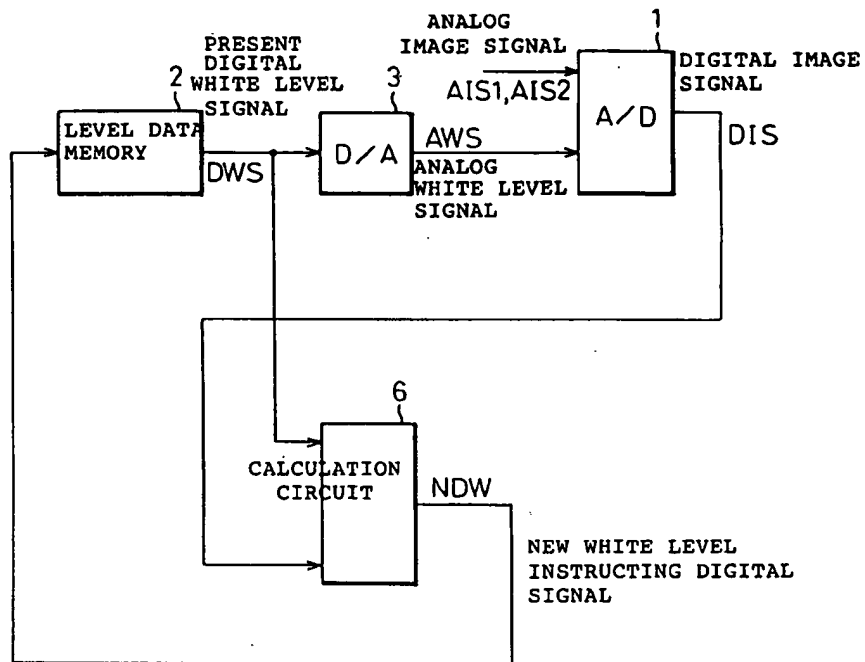 PRESENT
DIGITAL
WHITE LEVEL
SIGNAL
2
LEVEL DATA
MEMORY
DWS
3
D/A
AWS
ANALOG
WHITE LEVEL
SIGNAL
ANALOG
IMAGE SIGNAL
AIS1,AIS2
1
A/D
DIGITAL IMAGE
SIGNAL
DIS
6
CALCULATION
CIRCUIT
NDW
NEW WHITE LEVEL
INSTRUCTING DIGITAL
SIGNAL